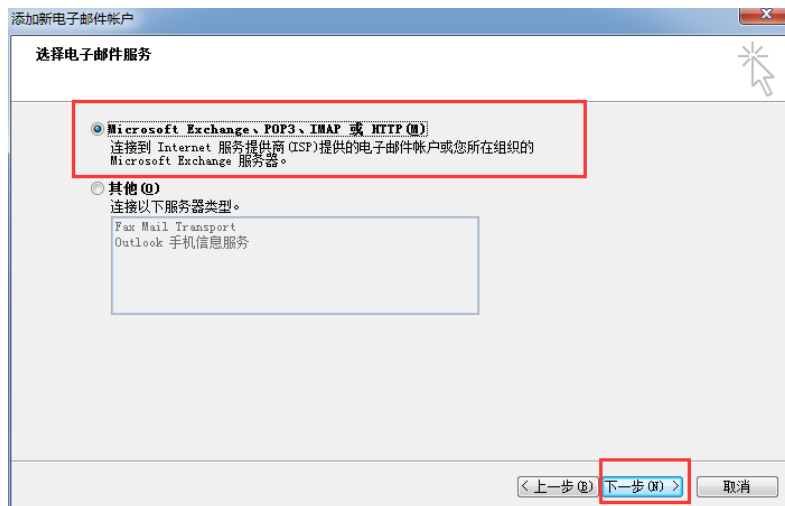 添加新电子邮件帐户
选择电子邮件服务
Microsoft Exchange、POP3、IMAP 或 HTTP(M)
连接到 Internet 服务提供商(ISP)提供的电子邮件帐户或您所在组织的
Microsoft Exchange 服务器。
其他(O)
连接以下服务器类型。
Fax Mail Transport
Outlook 手机信息服务
< 上一步(B) 下一步(N) > 取消